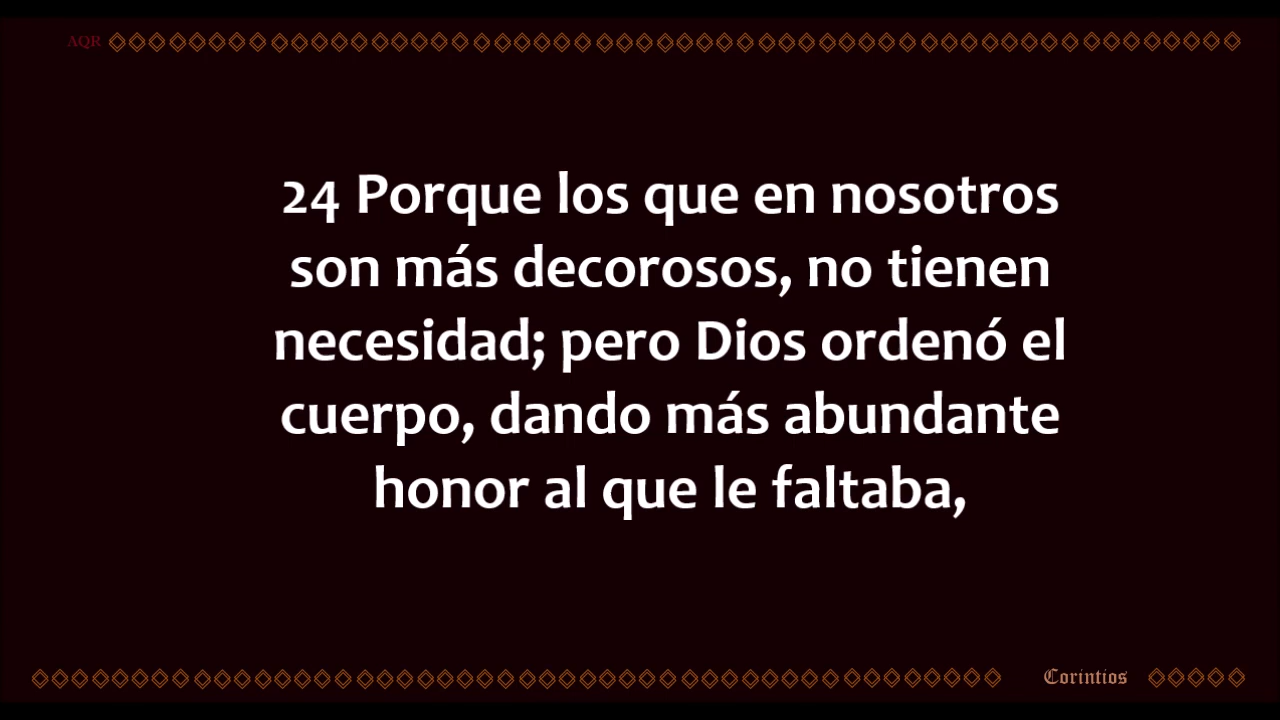 AQR
24 Porque los que en nosotros
son más decorosos, no tienen
necesidad; pero Dios ordenó el
cuerpo, dando más abundante
honor al que le faltaba,
Corintios